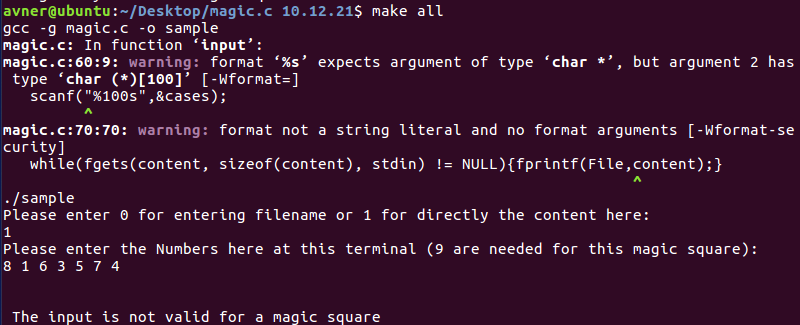 avner@ubuntu:~/Desktop/magic.c 10.12.21$ make all
gcc -g magic.c -o sample
magic.c: In function ‘input’:
magic.c:60:9: warning: format ‘%s’ expects argument of type ‘char *’, but argument 2 has
 type ‘char (*)[100]’ [-Wformat=]
   scanf("%100s",&cases);
         ^
magic.c:70:70: warning: format not a string literal and no format arguments [-Wformat-se
curity]
   while(fgets(content, sizeof(content), stdin) != NULL){fprintf(File,content);}
                                                                      ^
./sample
Please enter 0 for entering filename or 1 for directly the content here:
1
Please enter the Numbers here at this terminal (9 are needed for this magic square):
8 1 6 3 5 7 4
 The input is not valid for a magic square